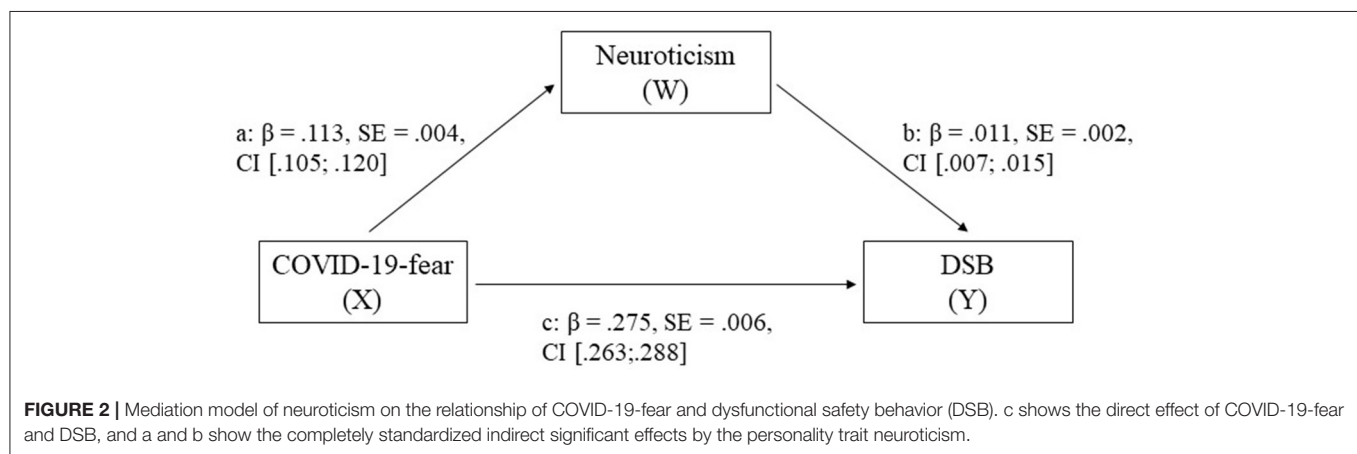 Neuroticism
(W)
a: β = .113, SE = .004,
CI [.105; .120]
b: β = .011, SE = .002,
CI [.007; .015]
COVID-19-fear
(X)
DSB
(Y)
c: β = .275, SE = .006,
CI [.263;.288]
FIGURE 2 | Mediation model of neuroticism on the relationship of COVID-19-fear and dysfunctional safety behavior (DSB). c shows the direct effect of COVID-19-fear
and DSB, and a and b show the completely standardized indirect significant effects by the personality trait neuroticism.